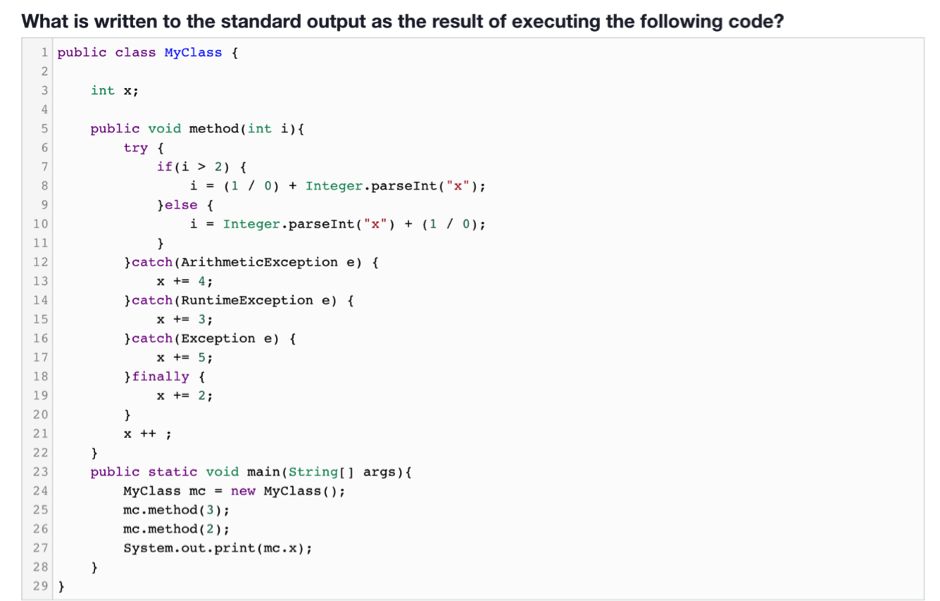 What is written to the standard output as the result of executing the following code?
1 public class MyClass {
2
3     int x;
4
5     public void method(int i){
6         try {
7             if(i > 2) {
8                 i = (1 / 0) + Integer.parseInt("x");
9             }else {
10                 i = Integer.parseInt("x") + (1 / 0);
11             }
12         }catch(ArithmeticException e) {
13             x += 4;
14         }catch(RuntimeException e) {
15             x += 3;
16         }catch(Exception e) {
17             x += 5;
18         }finally {
19             x += 2;
20         }
21         x ++ ;
22     }
23     public static void main(String[] args){
24         MyClass mc = new MyClass();
25         mc.method(3);
26         mc.method(2);
27         System.out.print(mc.x);
28     }
29 }